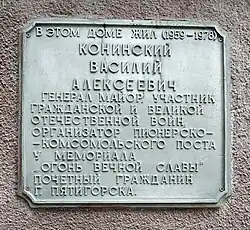 В ЭТОМ ДОМЕ ЖИЛ (1959-1978)
КОНИНСКИЙ
ВАСИЛИЙ
АЛЕКСЕЕВИЧ
ГЕНЕРАЛ МАЙОР, УЧАСТНИК
ГРАЖДАНСКОЙ И ВЕЛИКОЙ
ОТЕЧЕСТВЕННОЙ ВОЙН
ОРГАНИЗАТОР ПИОНЕРСКО-
-КОМСОМОЛЬСКОГО ПОСТА
У МЕМОРИАЛА
"ОГОНЬ ВЕЧНОЙ СЛАВЫ"
ПОЧЕТНЫЙ ГРАЖДАНИН
Г. ПЯТИГОРСКА.